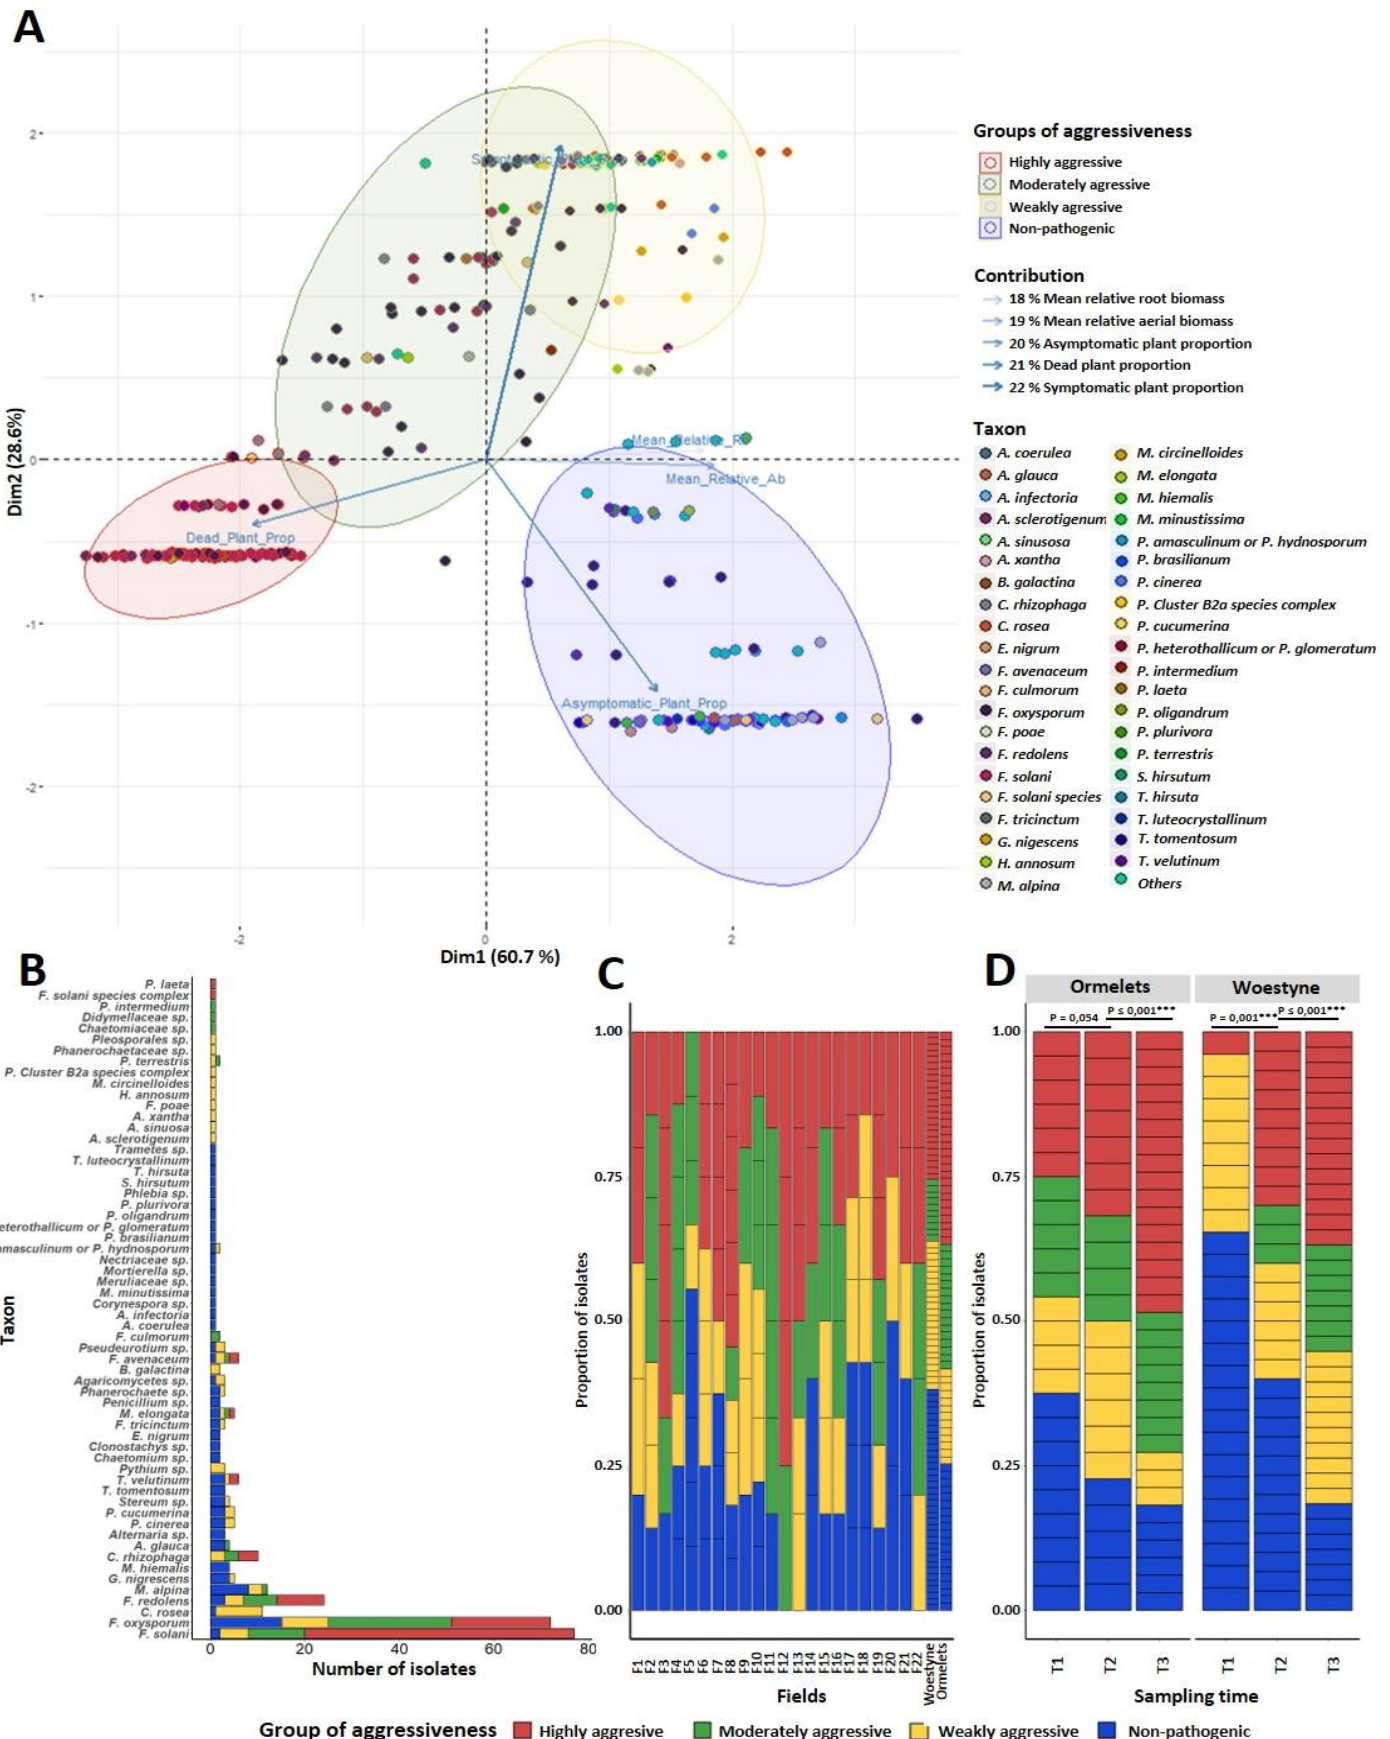 A
Groups of aggressiveness
Highly aggressive
Moderately agressive
Weakly agressive
Non-pathogenic
Contribution
18 % Mean relative root biomass
19 % Mean relative aerial biomass
20 % Asymptomatic plant proportion
21 % Dead plant proportion
22 % Symptomatic plant proportion
Taxon
A. coerulea
A. glauca
A. infectoria
A. sclerotigenum
A. sinusosa
A. xantha
B. galactina
C. rhizophaga
C. rosea
E. nigrum
F. avenaceum
F. culmorum
F. oxysporum
F. poae
F. redolens
F. solani
F. solani species
F. tricinctum
G. nigescens
H. annosum
M. alpina
M. circinelloides
M. elongata
M. hiemalis
M. minutissima
P. amasculinum or P. hydnosporum
P. brasilianum
P. cinerea
P. Cluster B2a species complex
P. cucumerina
P. heterothallicum or P. glomeratum
P. intermedium
P. laeta
P. oligandrum
P. plurivora
P. terrestris
S. hirsutum
T. hirsuta
T. luteocrystallinum
T. tomentosum
T. velutinum
Others
Mean_Relative_R
Mean_Relative_Ab
Dead_Plant_Prop
Asymptomatic_Plant_Prop
Dim2 (28.6%)
2
1
0
-1
-2
-2
0
2
Dim1 (60.7 %)
B
P. laeta
F. solani species complex
P. intermedium
Didymellaceae sp.
Chaetomiaceae sp.
Pleosporales sp.
Phanerochaetaceae sp.
P. terrestris
P. Cluster B2a species complex
M. circinelloides
H. annosum
F. poae
A. xantha
A. sinuosa
A. sclerotigenum
Trametes sp.
T. luteocrystallinum
T. hirsuta
S. hirsutum
Phlebia sp.
P. plurivora
P. oligandrum
eterothallicum or P. glomeratum
P. brasilianum
amasculinum or P. hydnosporum
Nectriaceae sp.
Mortierella sp.
Meruliaceae sp.
M. minutissima
Corynespora sp.
A. infectoria
A. coerulea
F. culmorum
Pseudeurotium sp.
F. avenaceum
B. galactina
Agaricomycetes sp.
Phanerochaete sp.
Penicillium sp.
M. elongata
F. tricinctum
E. nigrum
Clonostachys sp.
Chaetomium sp.
Pythium sp.
T. velutinum
T. tomentosum
Stereum sp.
P. cucumerina
P. cinerea
Alternaria sp.
A. glauca
C. rhizophaga
M. hiemalis
G. nigrescens
M. alpina
F. redolens
C. rosea
F. oxysporum
F. solani
Taxon
0
20
40
60
80
Number of isolates
C
1.00
0.75
0.50
0.25
0.00
Proportion of isolates
F1
F2
F3
F4
F5
F6
F7
F8
F9
F10
F11
F12
F13
F14
F15
F16
F17
F18
F19
F20
F21
F22
Woestyne
Ormelets
Fields
D
Ormelets
Woestyne
P = 0,054
P ≤ 0,001***
P = 0,001***
P ≤ 0,001***
1.00
0.75
0.50
0.25
0.00
Proportion of isolates
T1
T2
T3
T1
T2
T3
Sampling time
Group of aggressiveness
Highly aggresive
Moderately aggressive
Weakly aggressive
Non-pathogenic